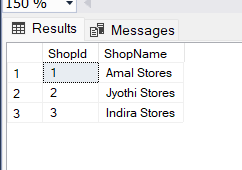 150 %
Results Messages
ShopId ShopName
1 1 Amal Stores
2 2 Jyothi Stores
3 3 Indira Stores